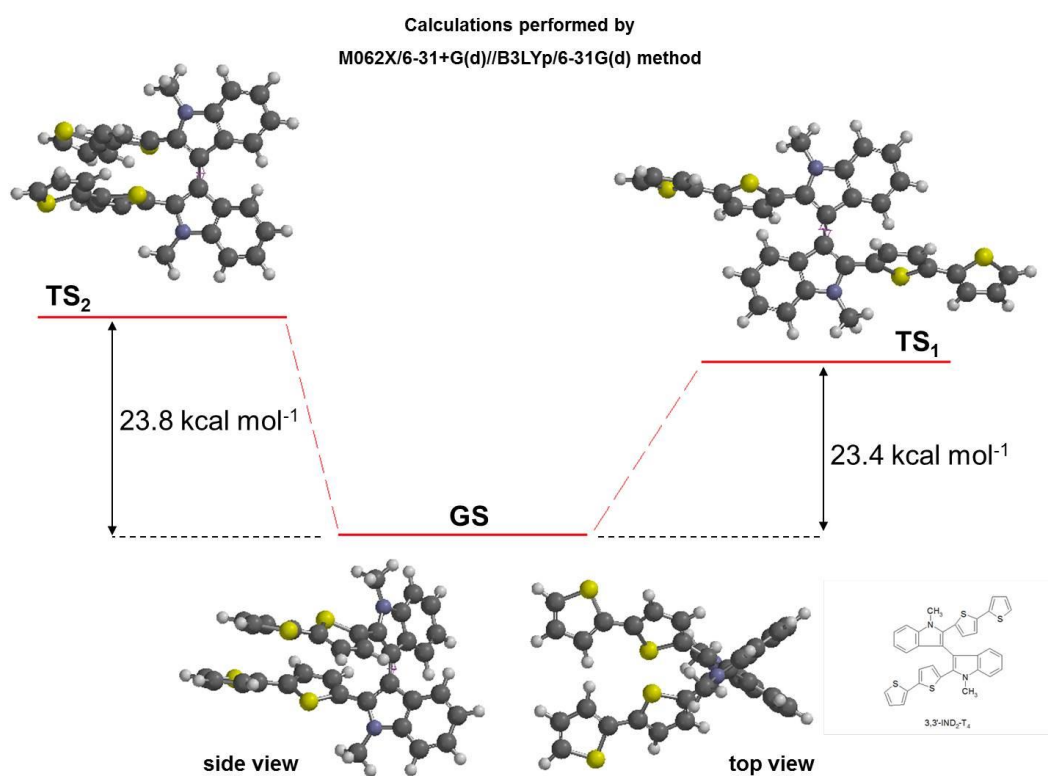 Calculations performed by
M062X/6-31+G(d)//B3LYp/6-31G(d) method
TS₂
TS₁
23.8 kcal mol⁻¹
23.4 kcal mol⁻¹
GS
CH₃
N
S
S
S
S
N
CH₃
3,3'-IND₂-T₄
side view
top view